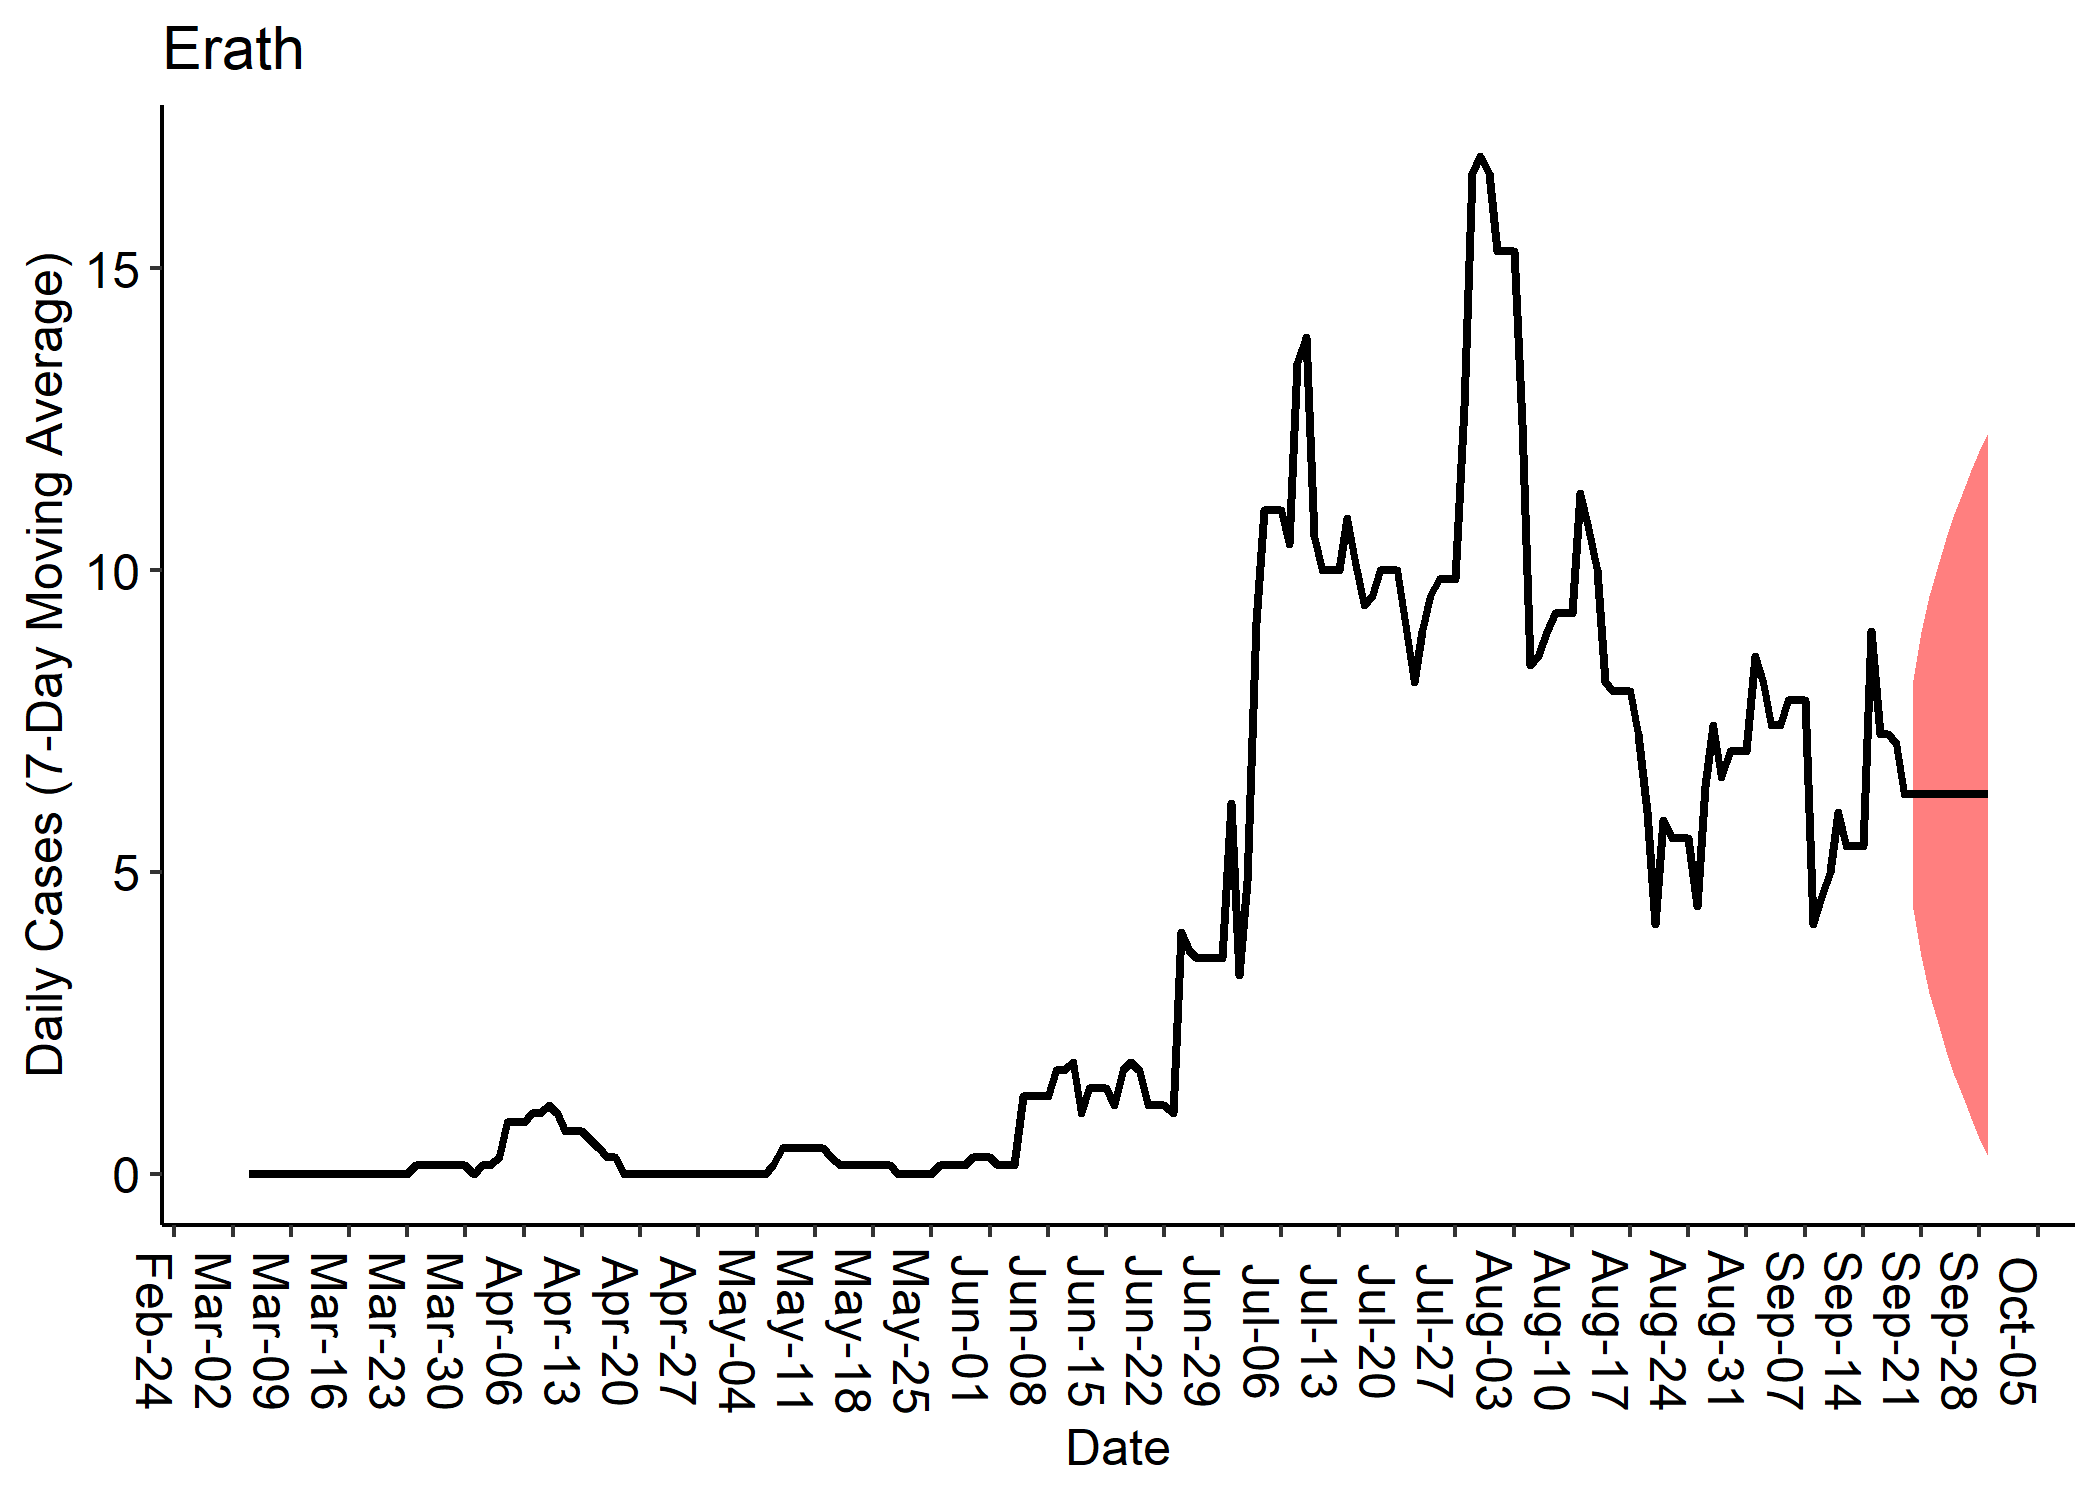 Erath
Daily Cases (7-Day Moving Average)
15
10
5
0
Feb-24
Mar-02
Mar-09
Mar-16
Mar-23
Mar-30
Apr-06
Apr-13
Apr-20
Apr-27
May-04
May-11
May-18
May-25
Jun-01
Jun-08
Jun-15
Jun-22
Jun-29
Jul-06
Jul-13
Jul-20
Jul-27
Aug-03
Aug-10
Aug-17
Aug-24
Aug-31
Sep-07
Sep-14
Sep-21
Sep-28
Oct-05
Date